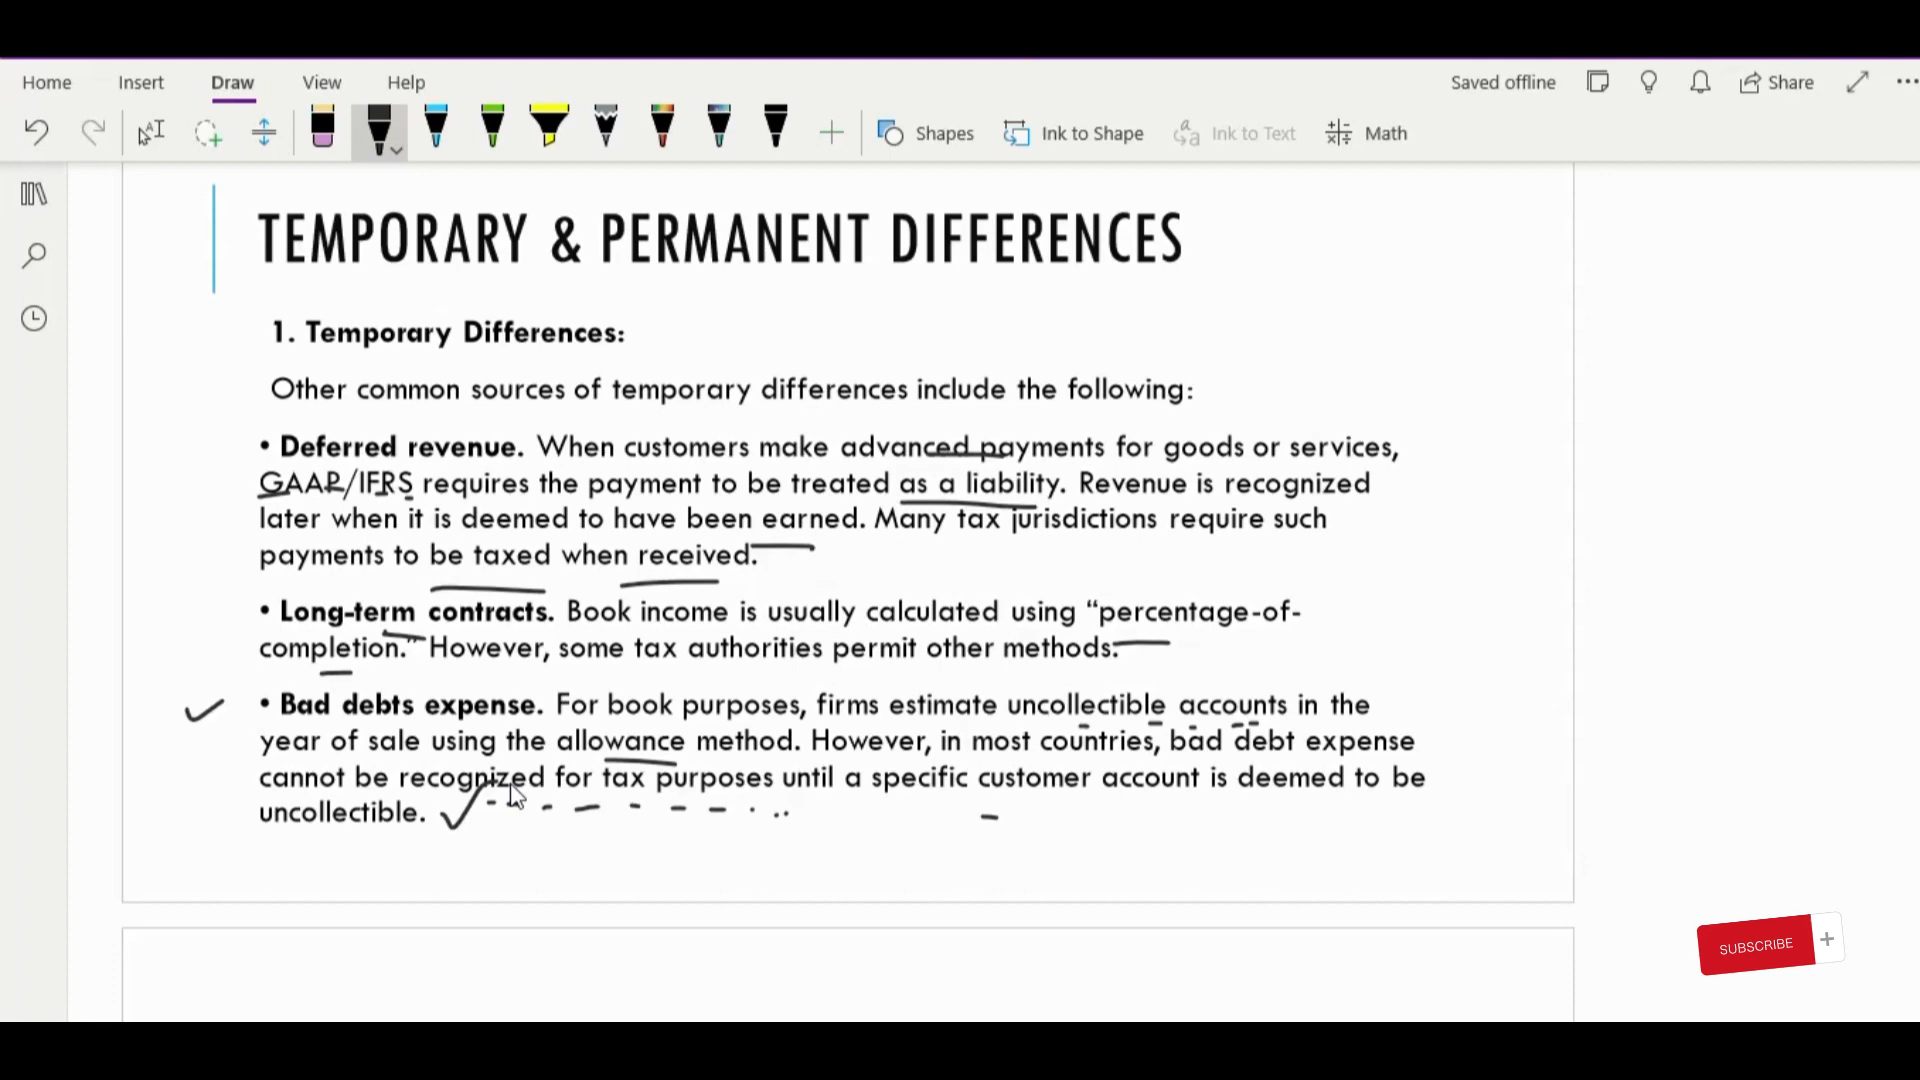 Home Insert Draw View Help Saved offline Share
Shapes Ink to Shape Ink to Text Math
TEMPORARY & PERMANENT DIFFERENCES
1. Temporary Differences:
Other common sources of temporary differences include the following:
• Deferred revenue. When customers make advanced payments for goods or services,
GAAP/IFRS requires the payment to be treated as a liability. Revenue is recognized
later when it is deemed to have been earned. Many tax jurisdictions require such
payments to be taxed when received.
• Long-term contracts. Book income is usually calculated using “percentage-of-
completion.” However, some tax authorities permit other methods.
• Bad debts expense. For book purposes, firms estimate uncollectible accounts in the
year of sale using the allowance method. However, in most countries, bad debt expense
cannot be recognized for tax purposes until a specific customer account is deemed to be
uncollectible.
SUBSCRIBE +